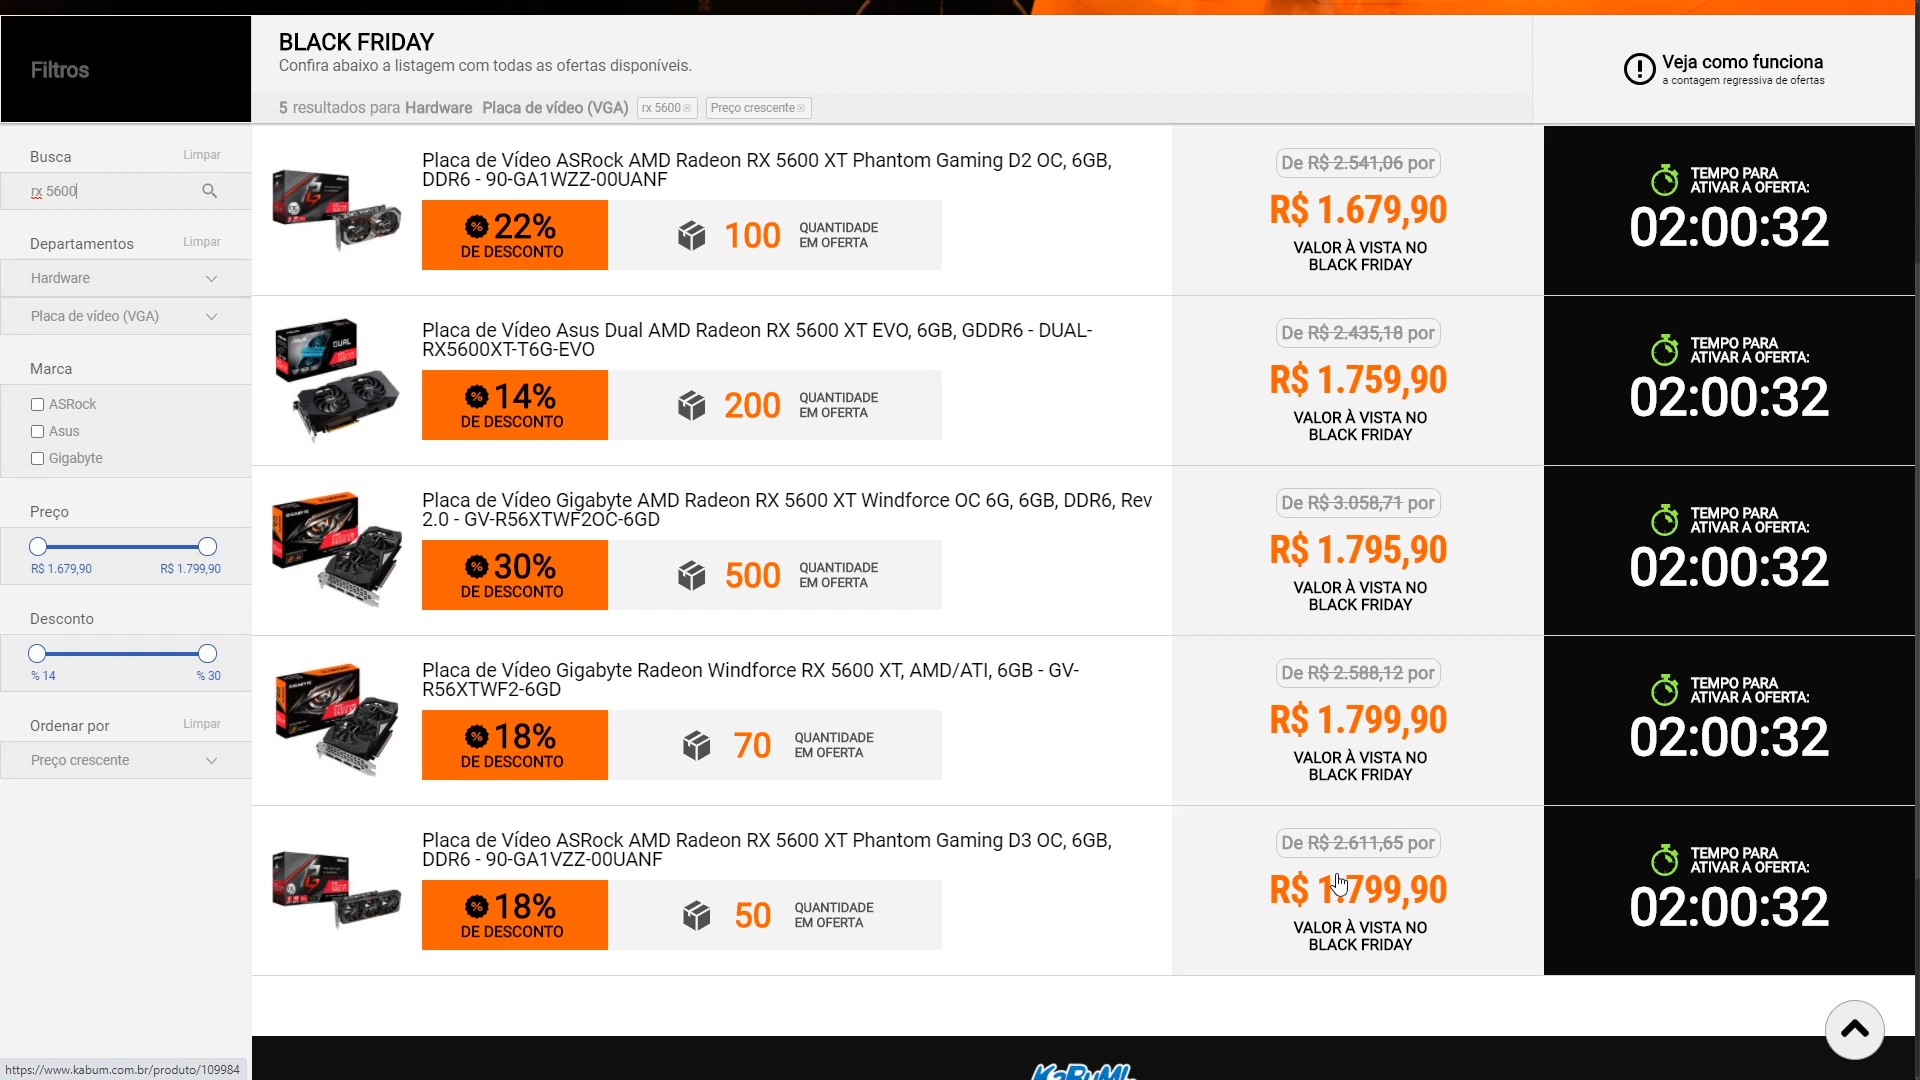 Filtros
BLACK FRIDAY
Confira abaixo a listagem com todas as ofertas disponíveis.
Veja como funciona
a contagem regressiva de ofertas
5 resultados para Hardware Placa de vídeo (VGA) rx 5600 Preço crescente
Busca Limpar
rx 5600
Departamentos Limpar
Hardware
Placa de vídeo (VGA)
Marca
ASRock
Asus
Gigabyte
Preço
R$ 1.679,90 R$ 1.799,90
Desconto
% 14 % 30
Ordenar por Limpar
Preço crescente
Placa de Vídeo ASRock AMD Radeon RX 5600 XT Phantom Gaming D2 OC, 6GB,
DDR6 - 90-GA1WZZ-00UANF
% 22%
DE DESCONTO
100 QUANTIDADE
EM OFERTA
De R$ 2.541,06 por
R$ 1.679,90
VALOR À VISTA NO
BLACK FRIDAY
TEMPO PARA
ATIVAR A OFERTA:
02:00:32
Placa de Vídeo Asus Dual AMD Radeon RX 5600 XT EVO, 6GB, GDDR6 - DUAL-
RX5600XT-T6G-EVO
% 14%
DE DESCONTO
200 QUANTIDADE
EM OFERTA
De R$ 2.435,18 por
R$ 1.759,90
VALOR À VISTA NO
BLACK FRIDAY
TEMPO PARA
ATIVAR A OFERTA:
02:00:32
Placa de Vídeo Gigabyte AMD Radeon RX 5600 XT Windforce OC 6G, 6GB, DDR6, Rev
2.0 - GV-R56XTWF2OC-6GD
% 30%
DE DESCONTO
500 QUANTIDADE
EM OFERTA
De R$ 3.058,71 por
R$ 1.795,90
VALOR À VISTA NO
BLACK FRIDAY
TEMPO PARA
ATIVAR A OFERTA:
02:00:32
Placa de Vídeo Gigabyte Radeon Windforce RX 5600 XT, AMD/ATI, 6GB - GV-
R56XTWF2-6GD
% 18%
DE DESCONTO
70 QUANTIDADE
EM OFERTA
De R$ 2.588,12 por
R$ 1.799,90
VALOR À VISTA NO
BLACK FRIDAY
TEMPO PARA
ATIVAR A OFERTA:
02:00:32
Placa de Vídeo ASRock AMD Radeon RX 5600 XT Phantom Gaming D3 OC, 6GB,
DDR6 - 90-GA1VZZ-00UANF
% 18%
DE DESCONTO
50 QUANTIDADE
EM OFERTA
De R$ 2.611,65 por
R$ 1.799,90
VALOR À VISTA NO
BLACK FRIDAY
TEMPO PARA
ATIVAR A OFERTA:
02:00:32
https://www.kabum.com.br/produto/109984
KaBuM!